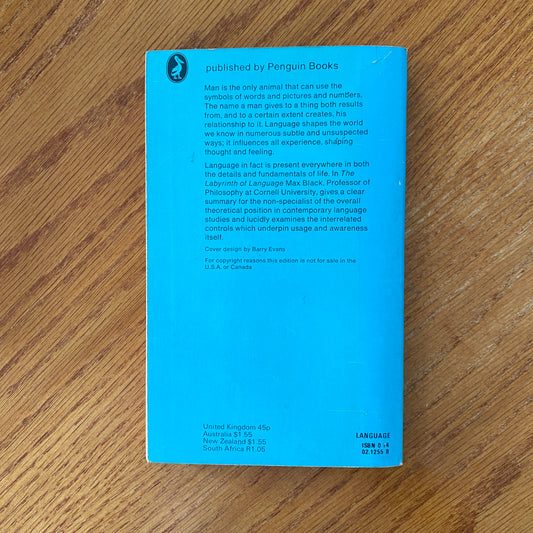 published by Penguin Books
Man is the only animal that can use the
symbols of words and pictures and numbers.
The name a man gives to a thing both results
from, and to a certain extent creates, his
relationship to it. Language shapes the world
we know in numerous subtle and unsuspected
ways; it influences all experience, shaping
thought and feeling.
Language in fact is present everywhere in both
the details and fundamentals of life. In The
Labyrinth of Language Max Black, Professor of
Philosophy at Cornell University, gives a clear
summary for the non-specialist of the overall
theoretical position in contemporary language
studies and lucidly examines the interrelated
controls which underpin usage and awareness
itself.
Cover design by Barry Evans
For copyright reasons this edition is not for sale in the
U.S.A. or Canada
United Kingdom 45p
Australia $1.55
New Zealand $1.55
South Africa R1.05
LANGUAGE
ISBN 0 14
02.1255 8